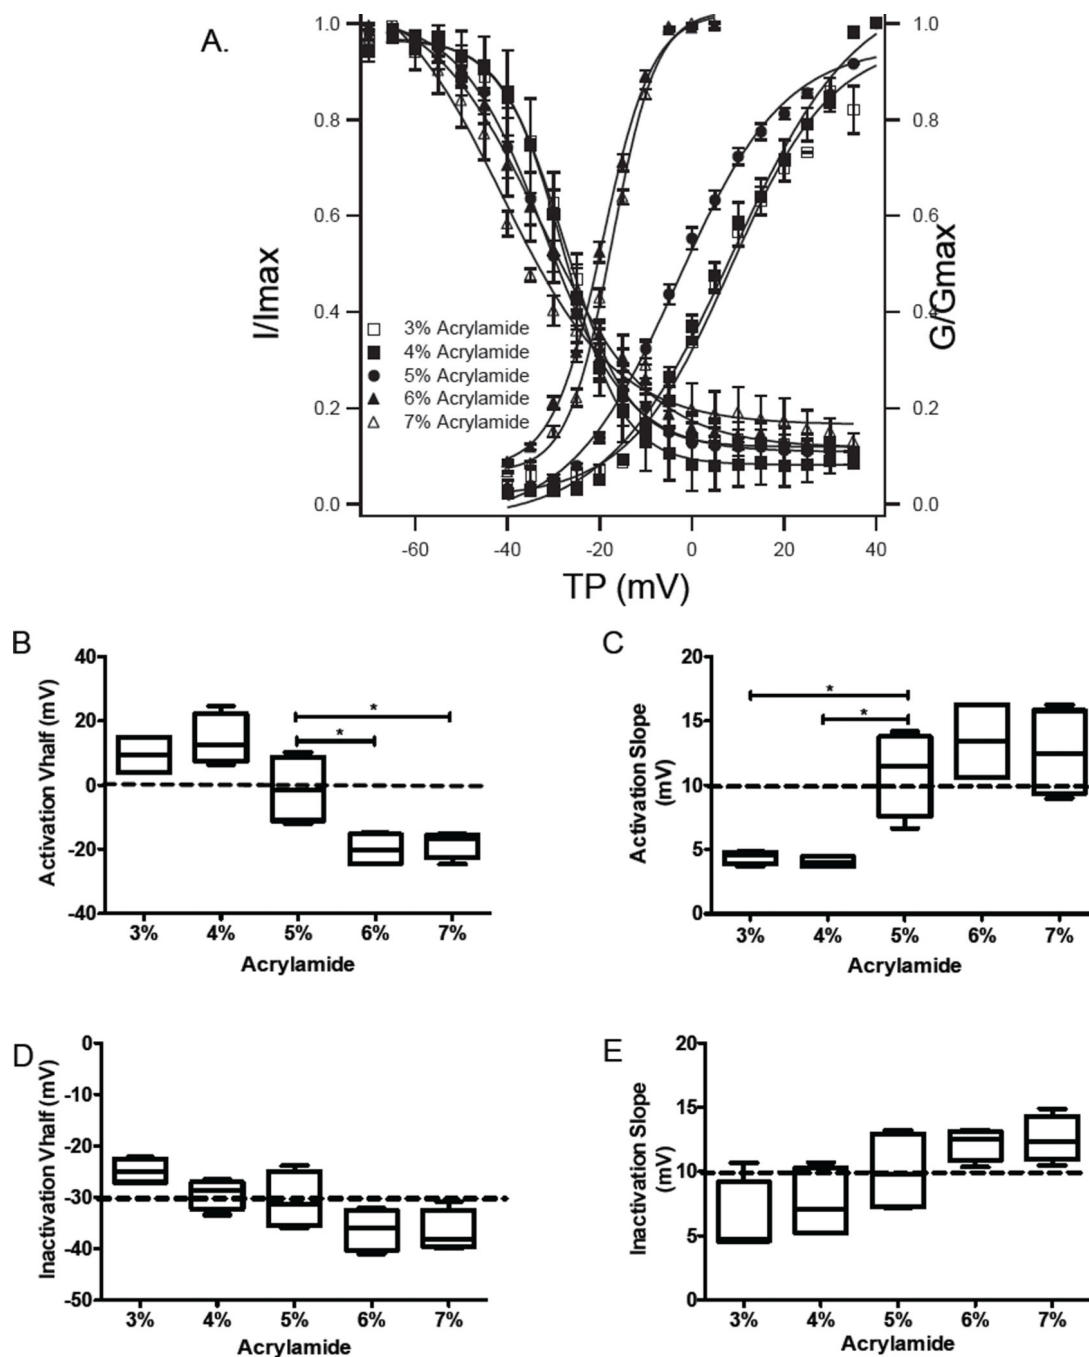 A.
1.0
0.8
0.6
0.4
0.2
0.0
I/Imax
3% Acrylamide
4% Acrylamide
5% Acrylamide
6% Acrylamide
7% Acrylamide
1.0
0.8
0.6
0.4
0.2
0.0
G/Gmax
-60 -40 -20 0 20 40
TP (mV)
B
Activation Vhalf (mV)
40
20
0
-20
-40
* *
3% 4% 5% 6% 7%
Acrylamide
C
Activation Slope
(mV)
20
15
10
5
0
* *
3% 4% 5% 6% 7%
Acrylamide
D
Inactivation Vhalf (mV)
0
-10
-20
-30
-40
-50
3% 4% 5% 6% 7%
Acrylamide
E
Inactivation Slope
(mV)
20
15
10
5
0
3% 4% 5% 6% 7%
Acrylamide